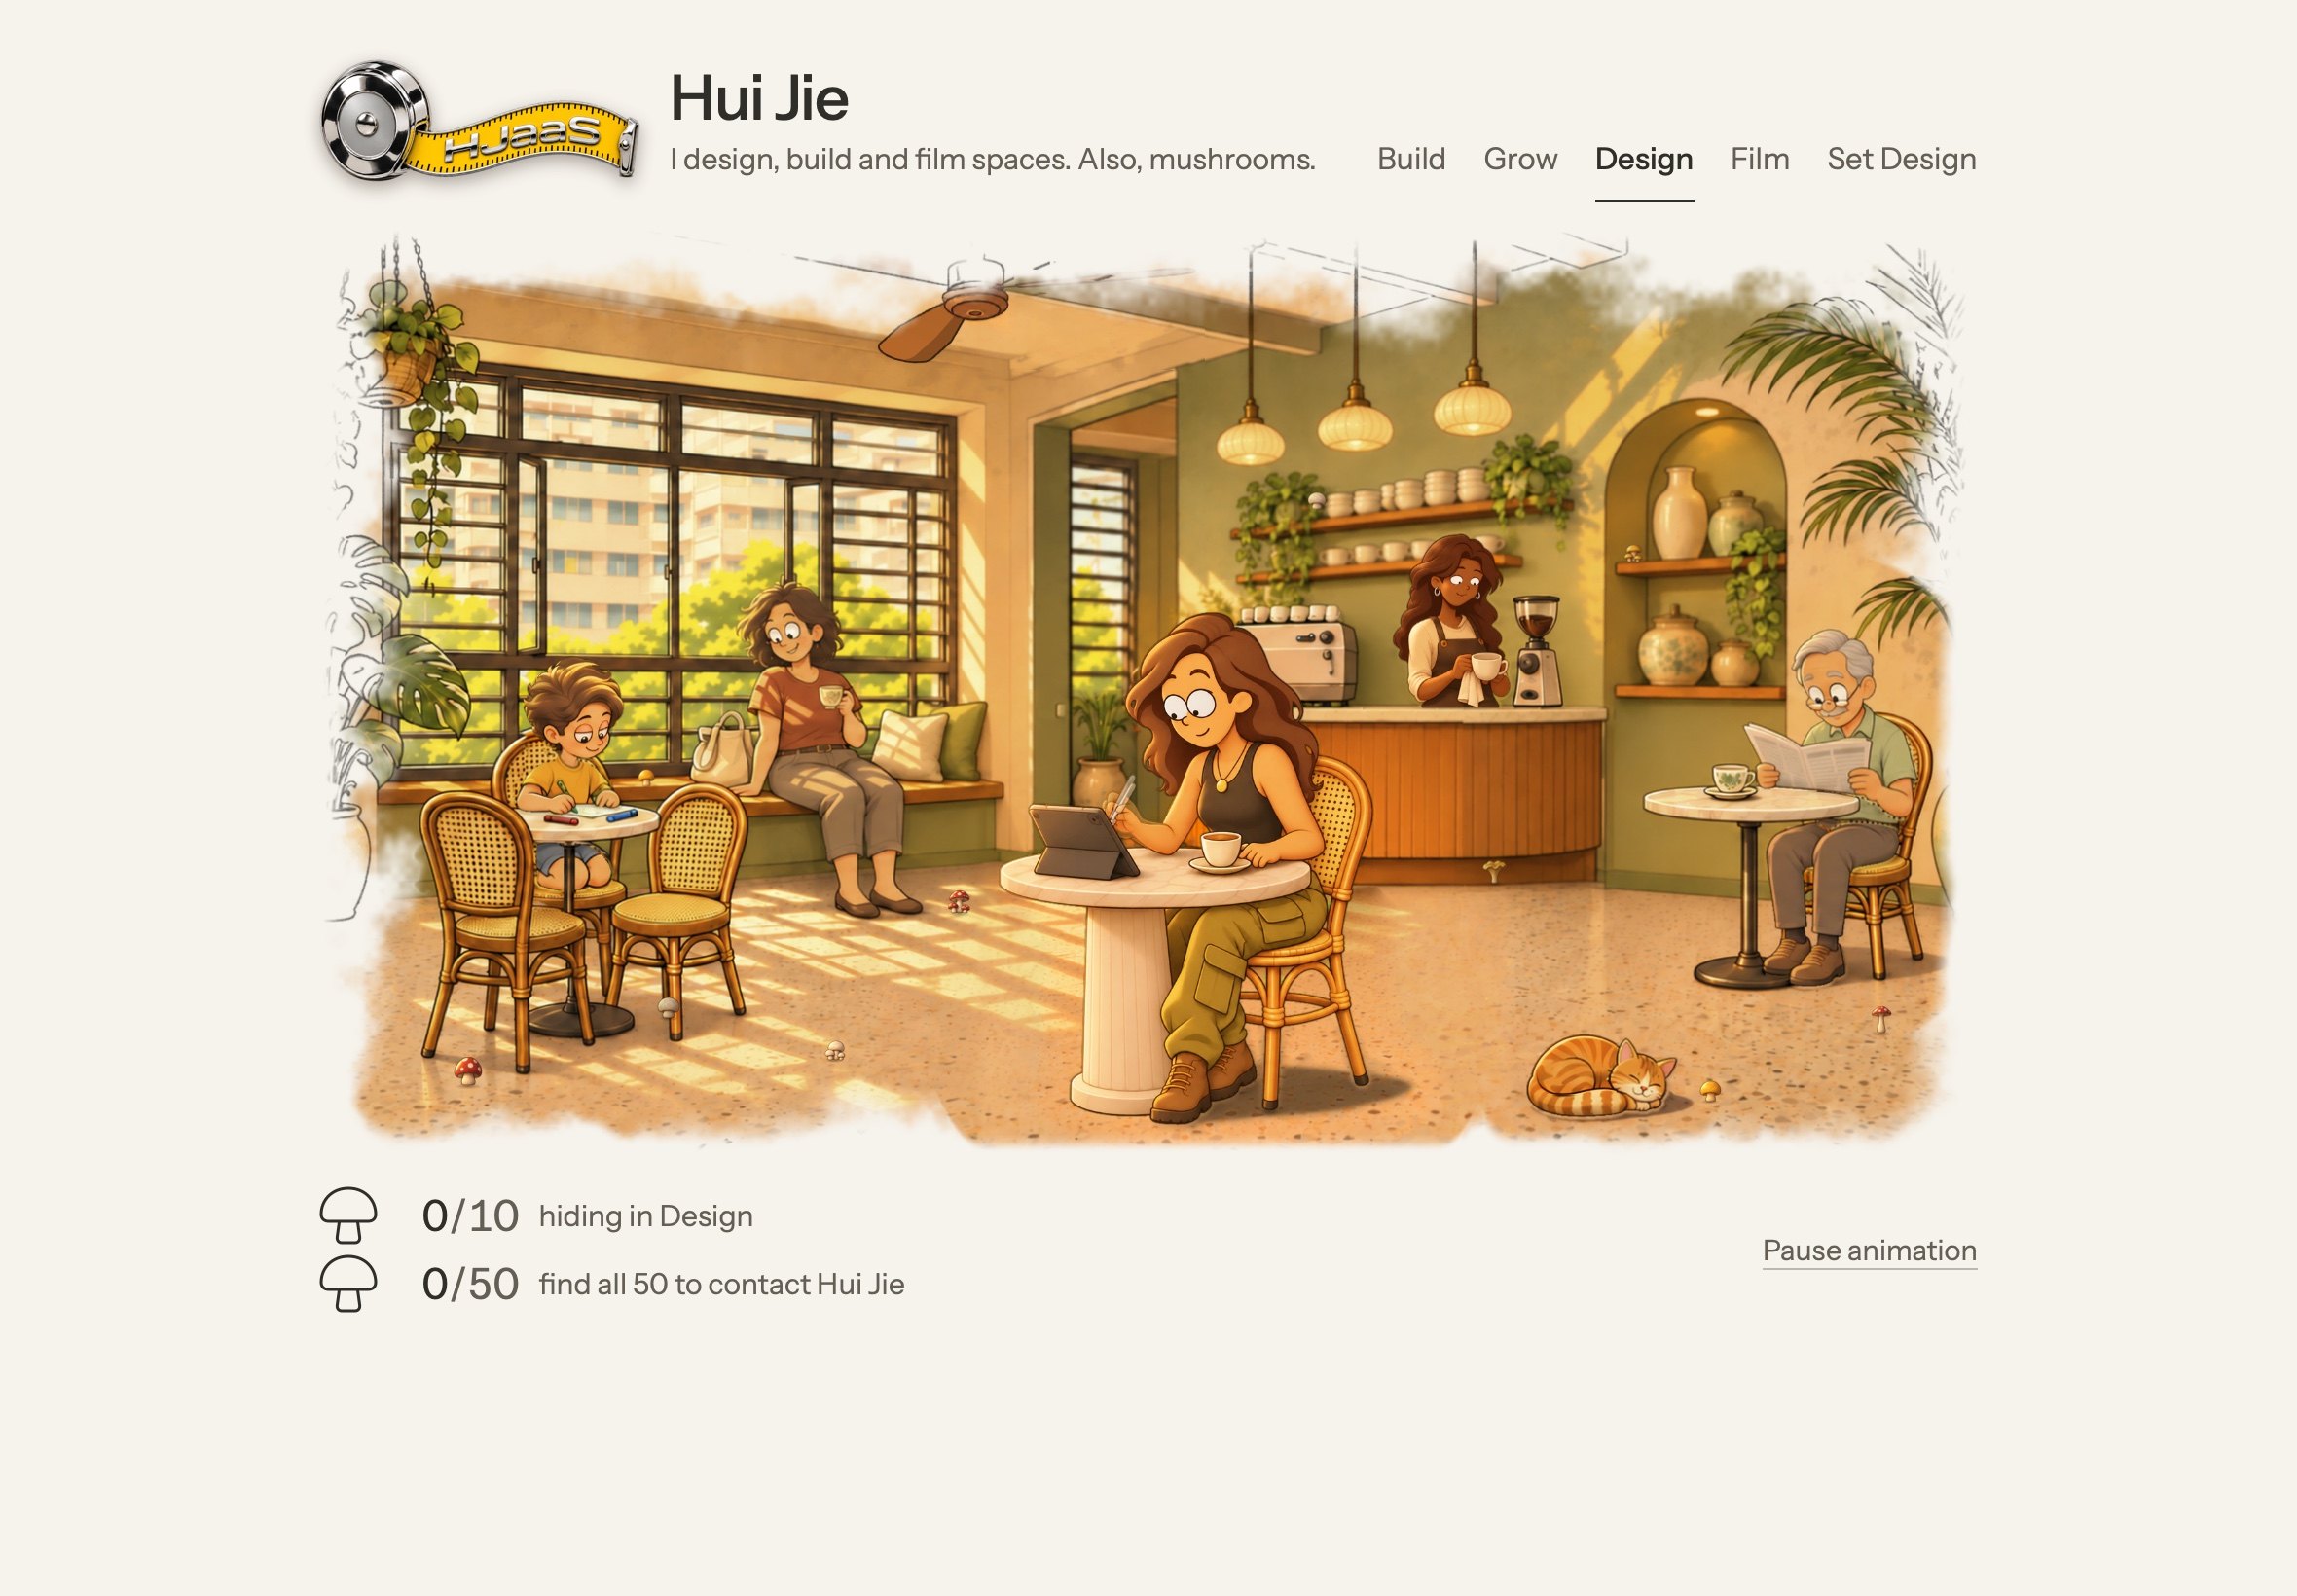 HJaaS
Hui Jie
I design, build and film spaces. Also, mushrooms.
Build Grow Design Film Set Design
0/10 hiding in Design
0/50 find all 50 to contact Hui Jie
Pause animation